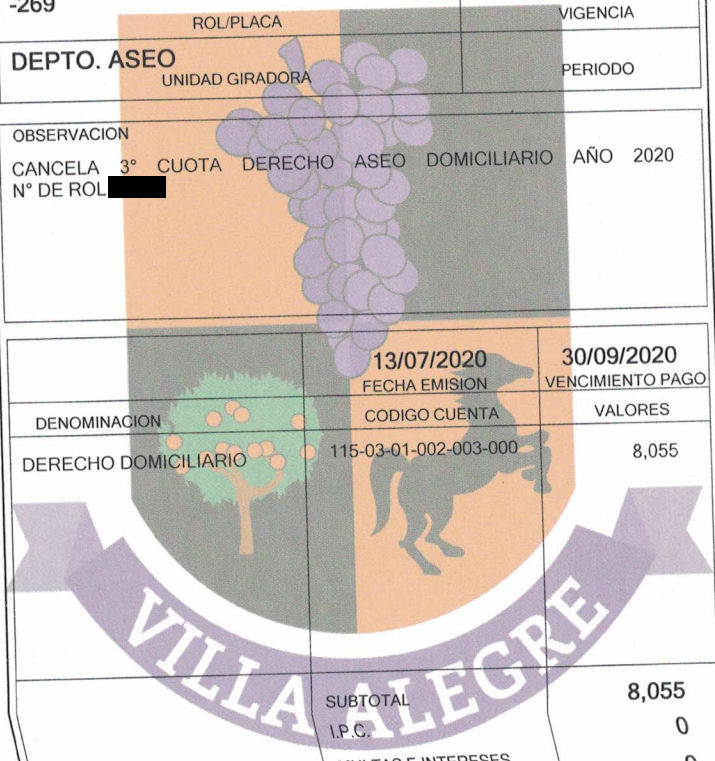 -269
ROL/PLACA
VIGENCIA
DEPTO. ASEO
UNIDAD GIRADORA
PERIODO
OBSERVACION
CANCELA 3° CUOTA DERECHO ASEO DOMICILIARIO AÑO 2020
N° DE ROL
13/07/2020 30/09/2020
FECHA EMISION VENCIMIENTO PAGO
DENOMINACION CODIGO CUENTA VALORES
DERECHO DOMICILIARIO 115-03-01-002-003-000 8,055
VILLA ALEGRE
SUBTOTAL 8,055
I.P.C. 0
MULTAS E INTERESES